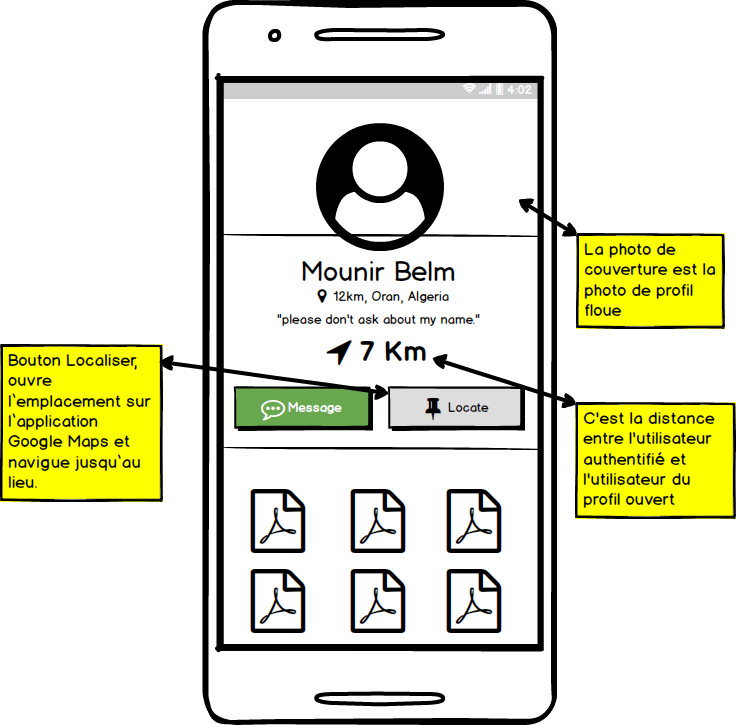 4:02
La photo de
couverture est la
photo de profil
floue
Mounir Belm
12km, Oran, Algeria
"please don't ask about my name."
7 Km
Bouton Localiser,
ouvre
l'emplacement sur
l'application
Google Maps et
navigue jusqu'au
lieu.
Message
Locate
C'est la distance
entre l'utilisateur
authentifié et
l'utilisateur du
profil ouvert